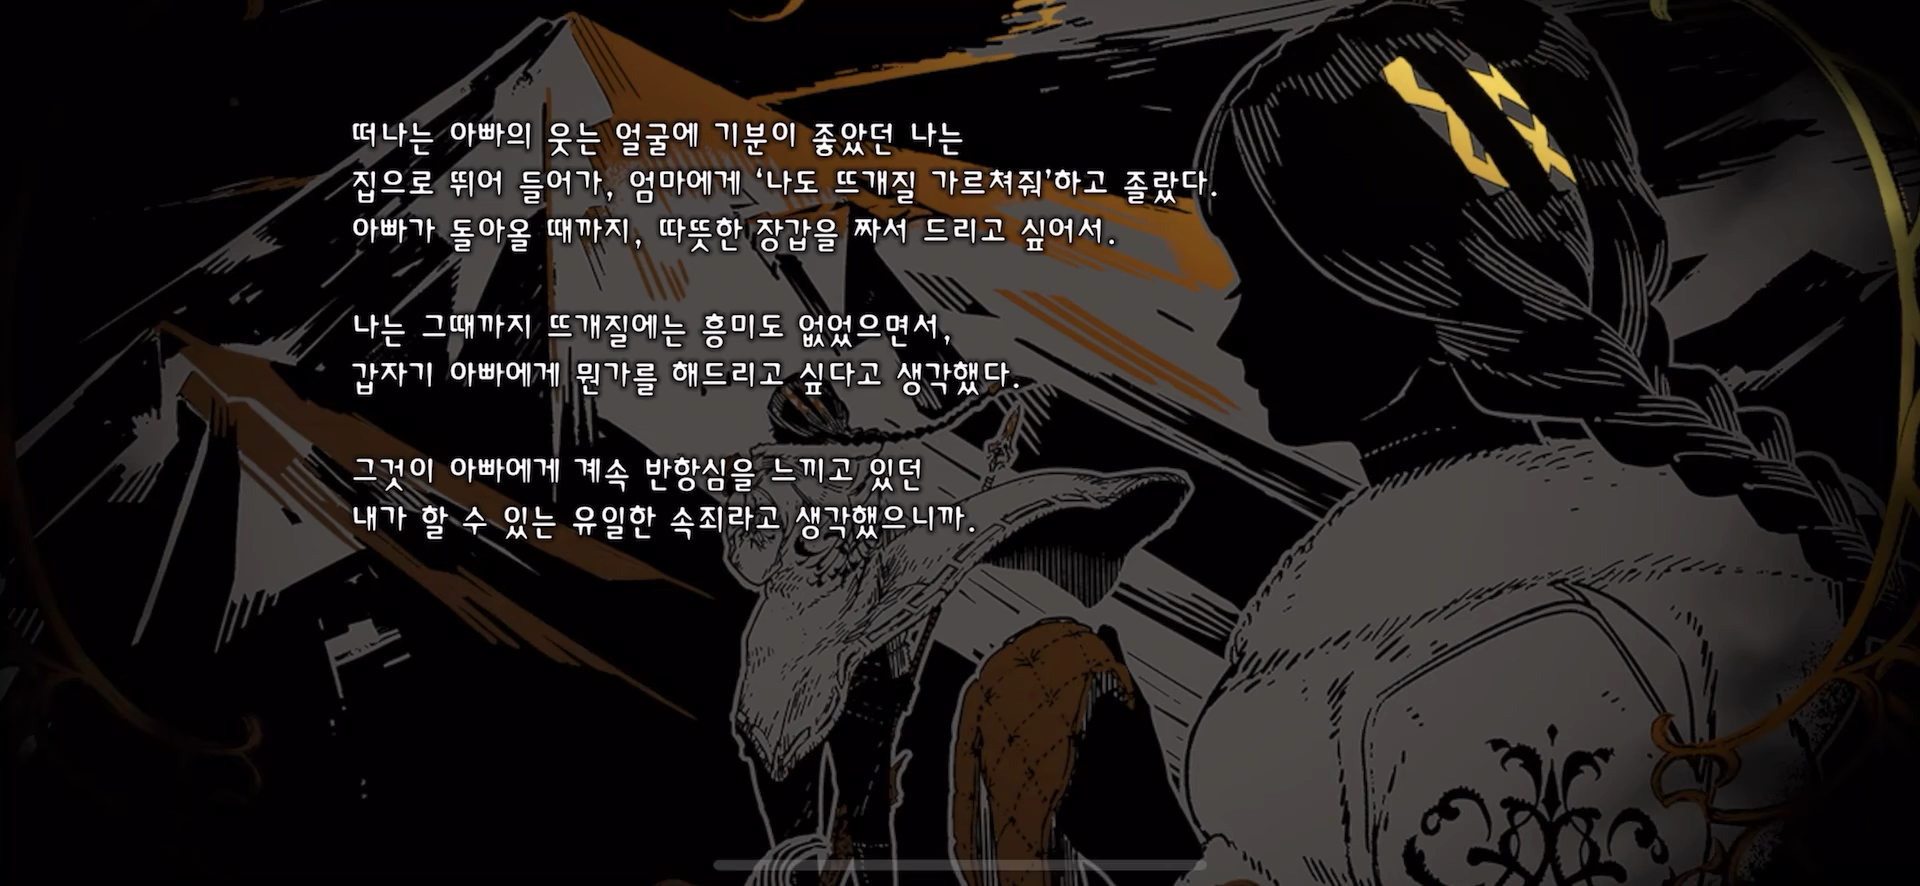 떠나는 아빠의 웃는 얼굴에 기분이 좋았던 나는
집으로 뛰어 들어가, 엄마에게 ‘나도 뜨개질 가르쳐줘’하고 졸랐다.
아빠가 돌아올 때까지, 따뜻한 장갑을 짜서 드리고 싶어서.
나는 그때까지 뜨개질에는 흥미도 없었으면서,
갑자기 아빠에게 뭔가를 해드리고 싶다고 생각했다.
그것이 아빠에게 계속 반항심을 느끼고 있던
내가 할 수 있는 유일한 속죄라고 생각했으니까.